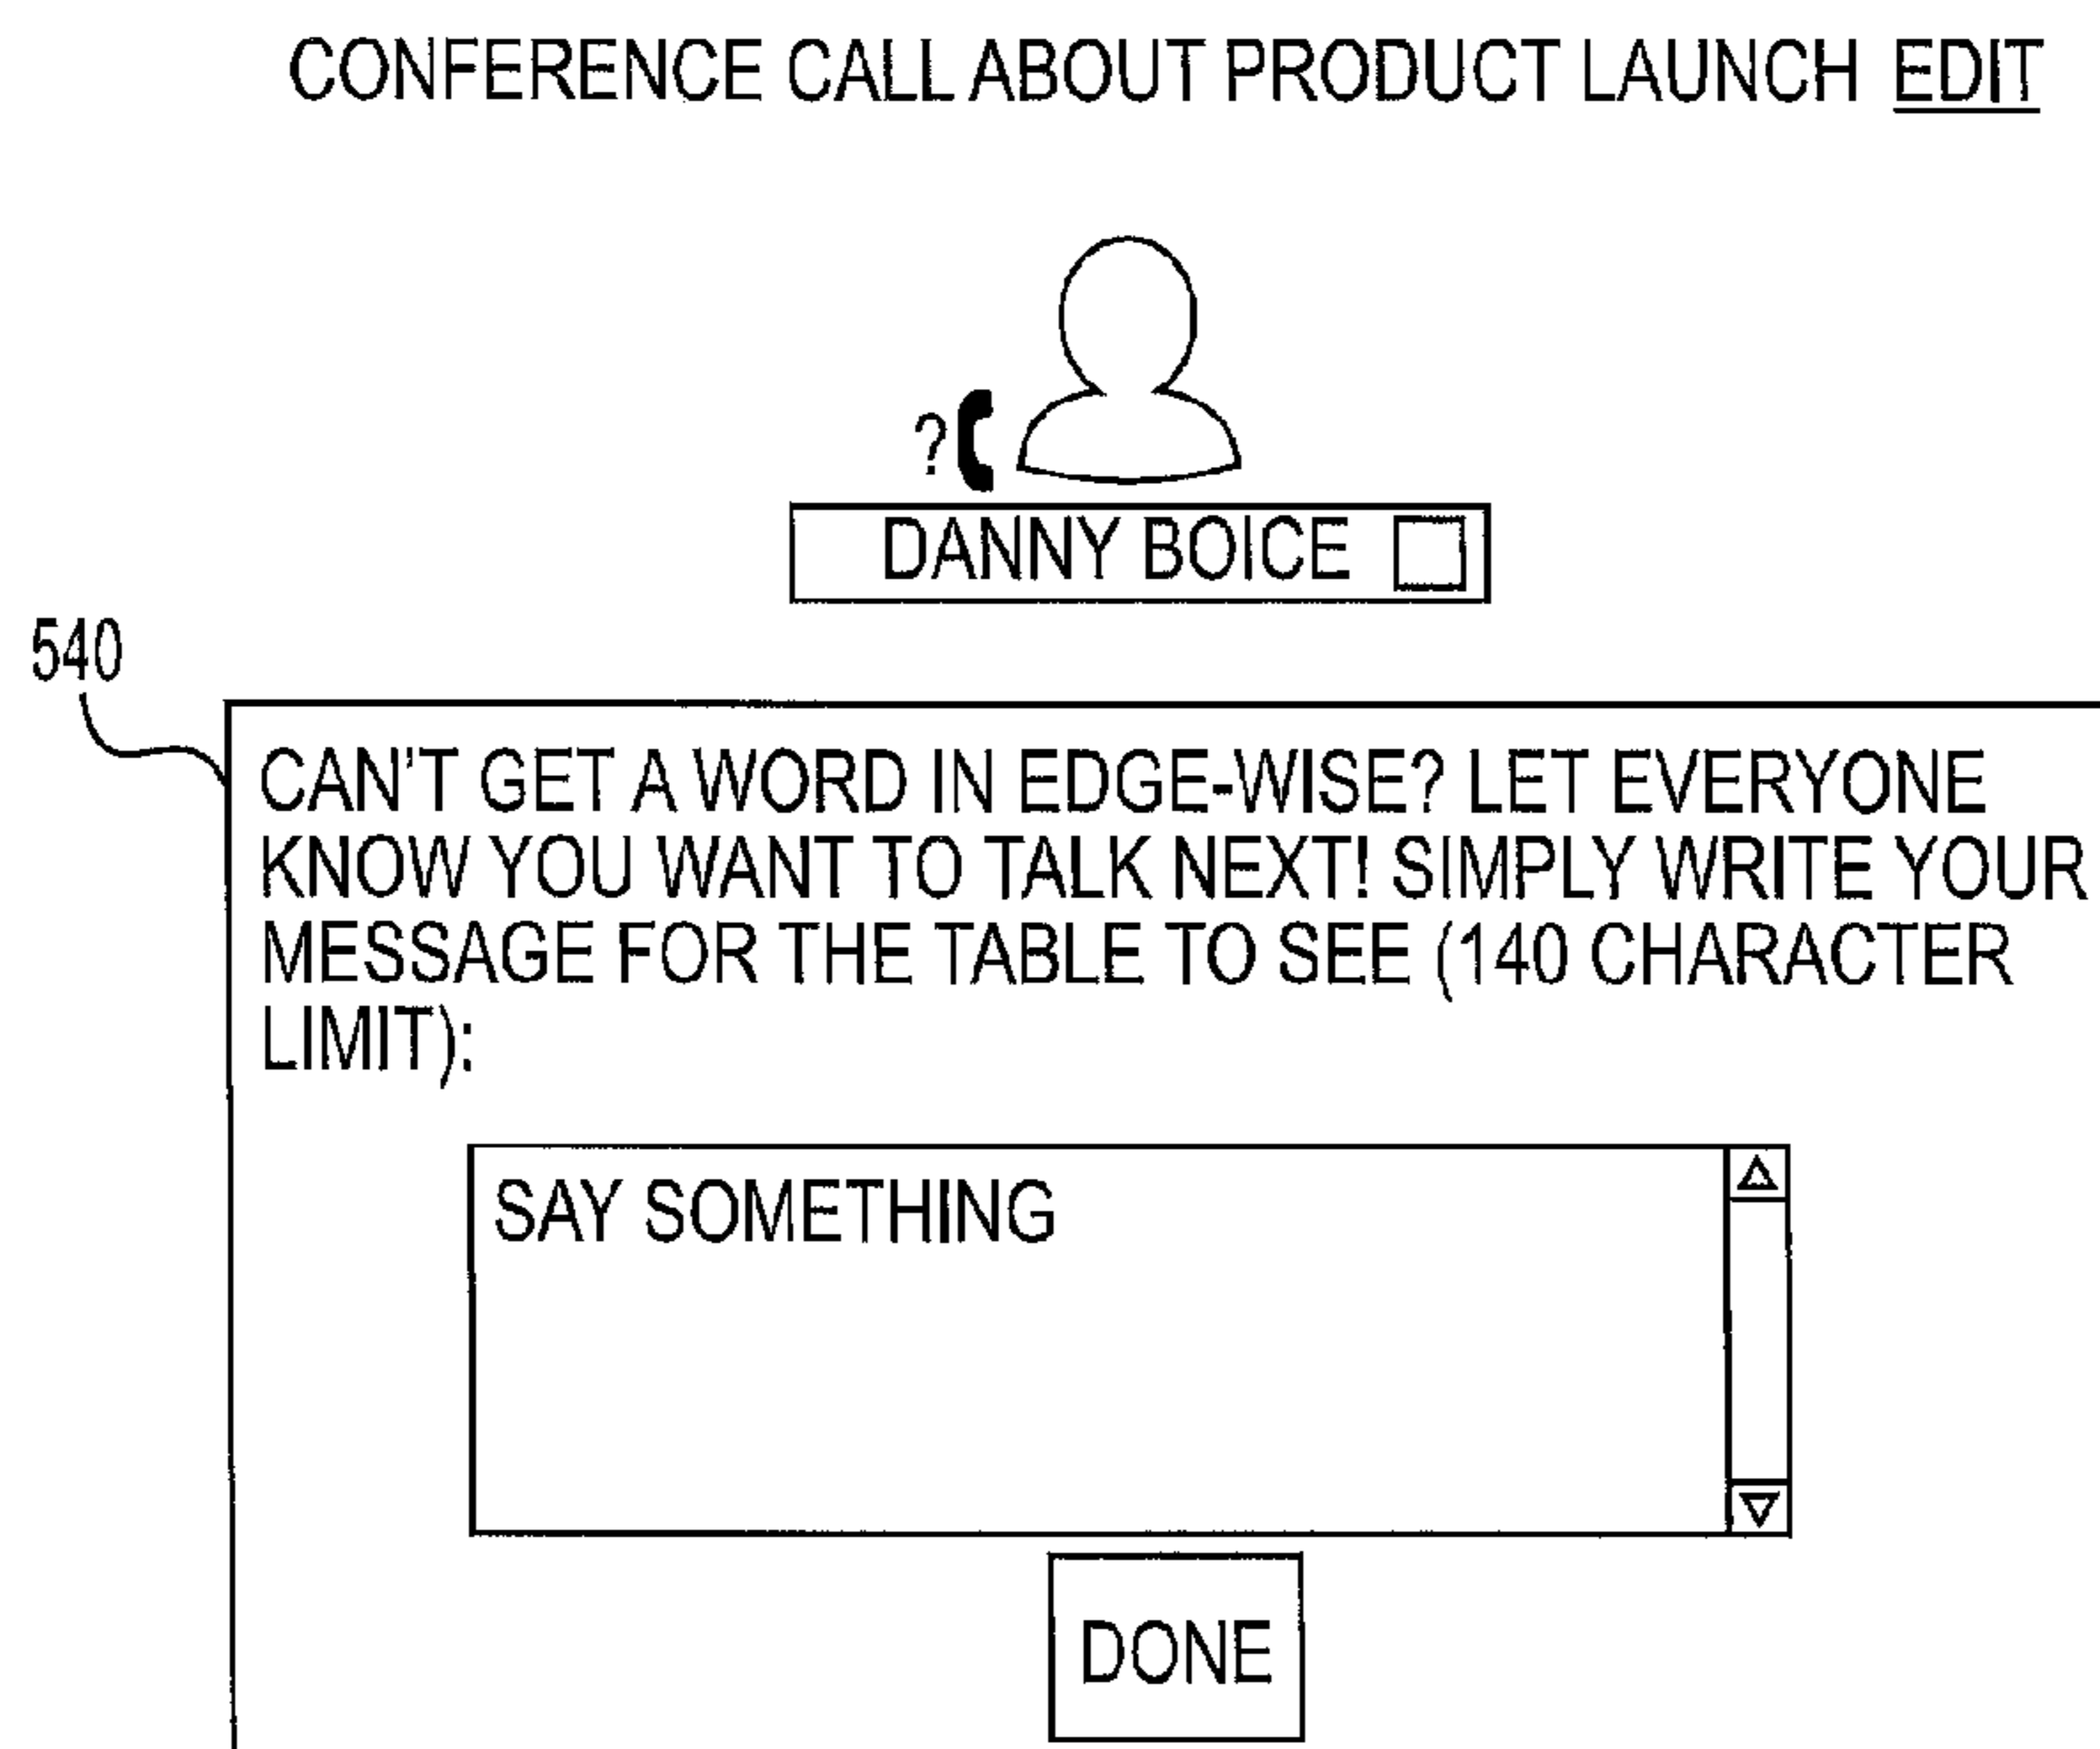 CONFERENCE CALL ABOUT PRODUCT LAUNCH EDIT
?
DANNY BOICE
540
CAN'T GET A WORD IN EDGE-WISE? LET EVERYONE
KNOW YOU WANT TO TALK NEXT! SIMPLY WRITE YOUR
MESSAGE FOR THE TABLE TO SEE (140 CHARACTER
LIMIT):
SAY SOMETHING
DONE